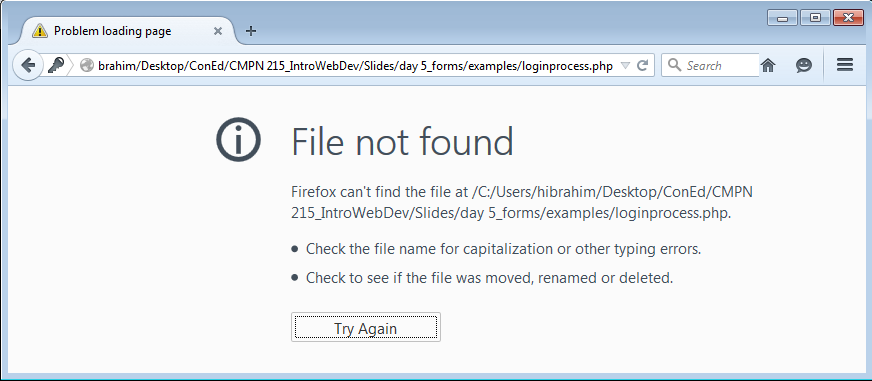 Problem loading page
brahim/Desktop/ConEd/CMPN 215_IntroWebDev/Slides/day 5_forms/examples/loginprocess.php
Search
File not found
Firefox can't find the file at /C:/Users/hibrahim/Desktop/ConEd/CMPN
215_IntroWebDev/Slides/day 5_forms/examples/loginprocess.php.
Check the file name for capitalization or other typing errors.
Check to see if the file was moved, renamed or deleted.
Try Again